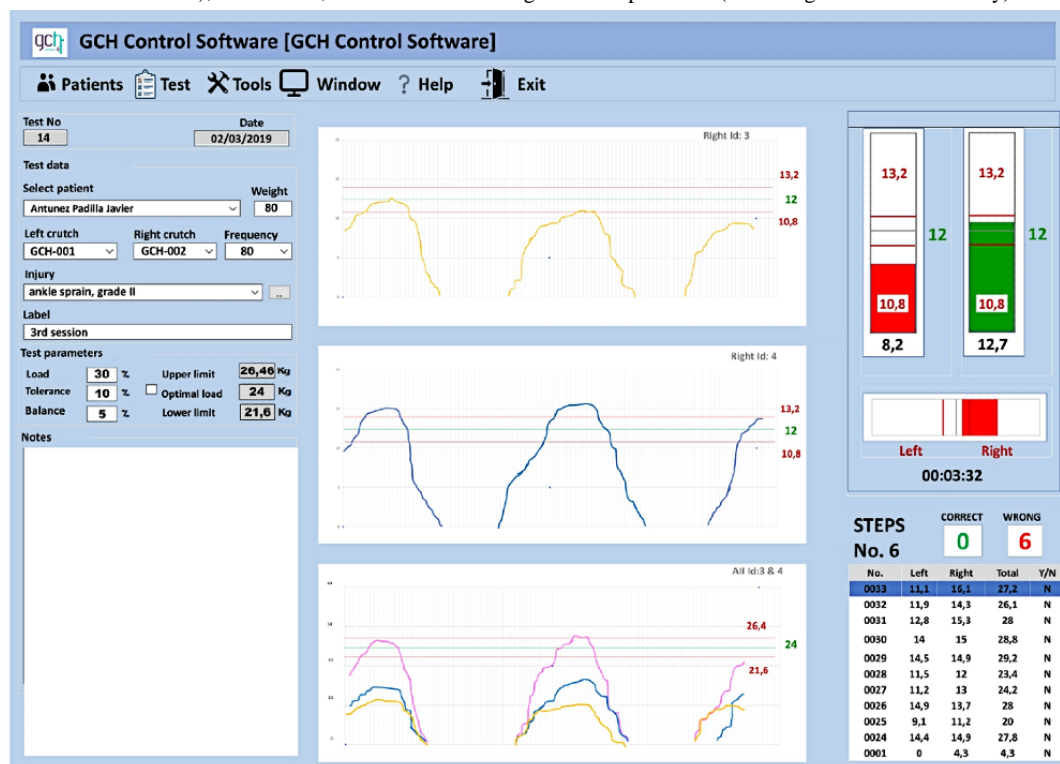 gch GCH Control Software [GCH Control Software]
Patients Test Tools Window ? Help Exit
Test No Date
14 02/03/2019
Test data
Select patient Weight
Antunez Padilla Javier 80
Left crutch Right crutch Frequency
GCH-001 GCH-002 80
Injury
ankle sprain, grade II ...
Label
3rd session
Test parameters
Load 30 % Upper limit 26,46 Kg
Tolerance 10 % Optimal load 24 Kg
Balance 5 % Lower limit 21,6 Kg
Notes
Right Id: 3
13,2
12
10,8
Right Id: 4
13,2
12
10,8
All Id:3 & 4
26,4
24
21,6
13,2 13,2
12 12
10,8 10,8
8,2 12,7
Left Right
00:03:32
STEPS CORRECT WRONG
No. 6 0 6
No. Left Right Total Y/N
0033 11,1 16,1 27,2 N
0032 11,9 14,3 26,1 N
0031 12,8 15,3 28 N
0030 14 15 28,8 N
0029 14,5 14,9 29,2 N
0028 11,5 12 23,4 N
0027 11,2 13 24,2 N
0026 14,9 13,7 28 N
0025 9,1 11,2 20 N
0024 14,4 14,9 27,8 N
0001 0 4,3 4,3 N